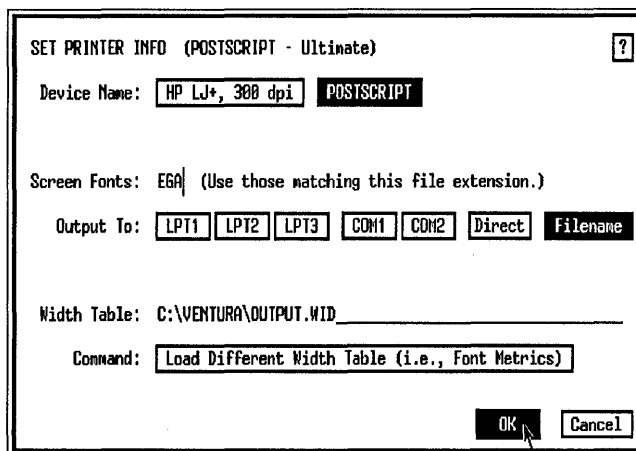 SET PRINTER INFO (POSTSCRIPT - Ultimate) ?
Device Name: HP LJ+, 300 dpi POSTSCRIPT
Screen Fonts: EGA (Use those matching this file extension.)
Output To: LPT1 LPT2 LPT3 COM1 COM2 Direct Filename
Width Table: C:\VENTURA\OUTPUT.WID
Command: Load Different Width Table (i.e., Font Metrics)
OK Cancel